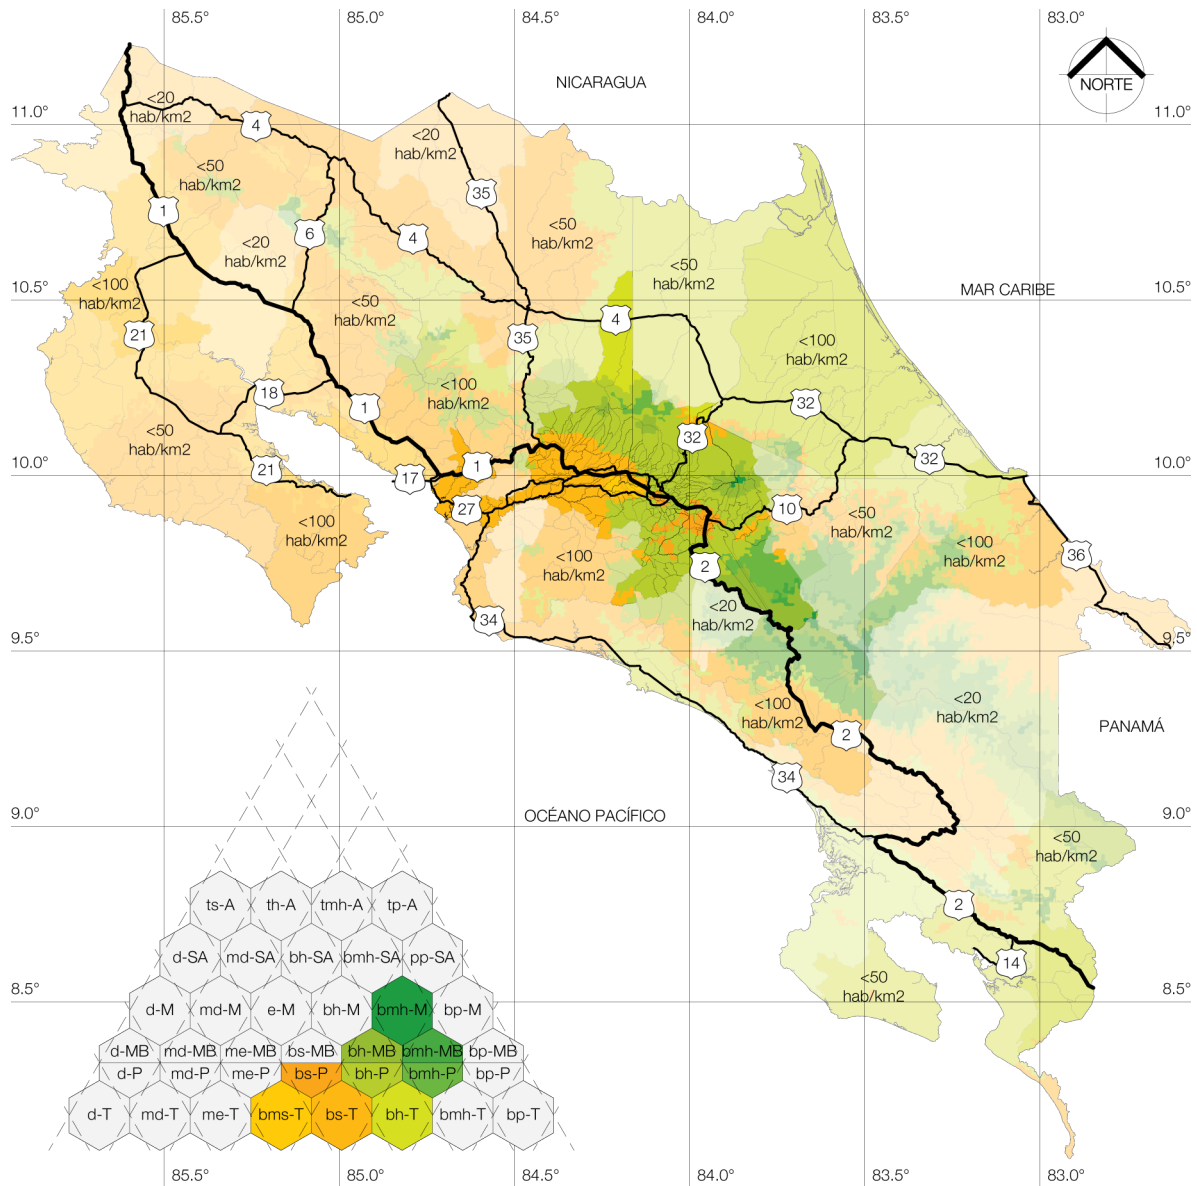 85.5°
85.0°
84.5°
84.0°
83.5°
83.0°
NICARAGUA
NORTE
11.0°
11.0°
<20
hab/km2
4
<20
hab/km2
<50
hab/km2
35
1
6
4
<50
hab/km2
<20
hab/km2
<50
hab/km2
<100
hab/km2
MAR CARIBE
10.5°
10.5°
<50
hab/km2
4
21
35
<100
hab/km2
18
<100
hab/km2
1
32
<50
hab/km2
32
10.0°
21
17
1
32
10.0°
27
10
<50
hab/km2
<100
hab/km2
<100
hab/km2
<100
hab/km2
36
2
<20
hab/km2
34
9.5°
9.5°
<100
hab/km2
<20
hab/km2
2
PANAMÁ
34
9.0°
OCÉANO PACÍFICO
9.0°
<50
hab/km2
2
14
<50
hab/km2
8.5°
8.5°
ts-A th-A tmh-A tp-A
d-SA md-SA bh-SA bmh-SA pp-SA
d-M md-M e-M bh-M bmh-M bp-M
d-MB md-MB me-MB bs-MB bh-MB bmh-MB bp-MB
d-P md-P me-P bs-P bh-P bmh-P bp-P
d-T md-T me-T bms-T bs-T bh-T bmh-T bp-T
85.5°
85.0°
84.5°
84.0°
83.5°
83.0°